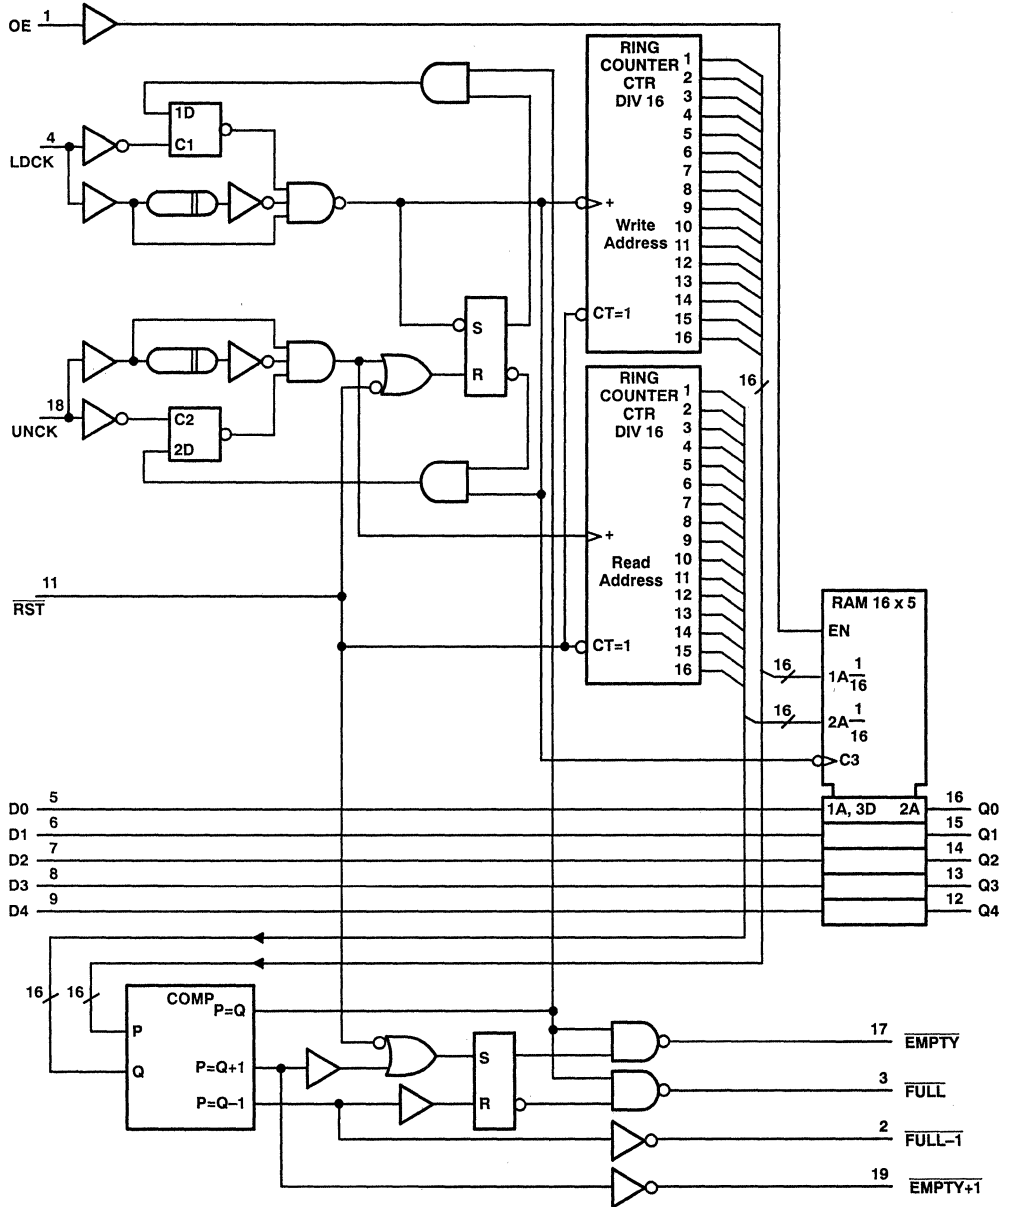 OE 1
RING
COUNTER
CTR
DIV 16
1
2
3
4
5
6
7
8
9
10
11
12
13
14
15
16
+
Write
Address
CT=1
1D
C1
4
LDCK
S
R
18
UNCK
C2
2D
RING
COUNTER
CTR
DIV 16
1
2
3
4
5
6
7
8
9
10
11
12
13
14
15
16
+
Read
Address
CT=1
16
11
RST
RAM 16 x 5
EN
16
1A 1/16
16
2A 1/16
C3
D0 5
1A, 3D 2A
16 Q0
D1 6
15 Q1
D2 7
14 Q2
D3 8
13 Q3
D4 9
12 Q4
16
16
COMP
P=Q
P
Q
P=Q+1
P=Q–1
S
R
17
EMPTY
3
FULL
2
FULL–1
19
EMPTY+1